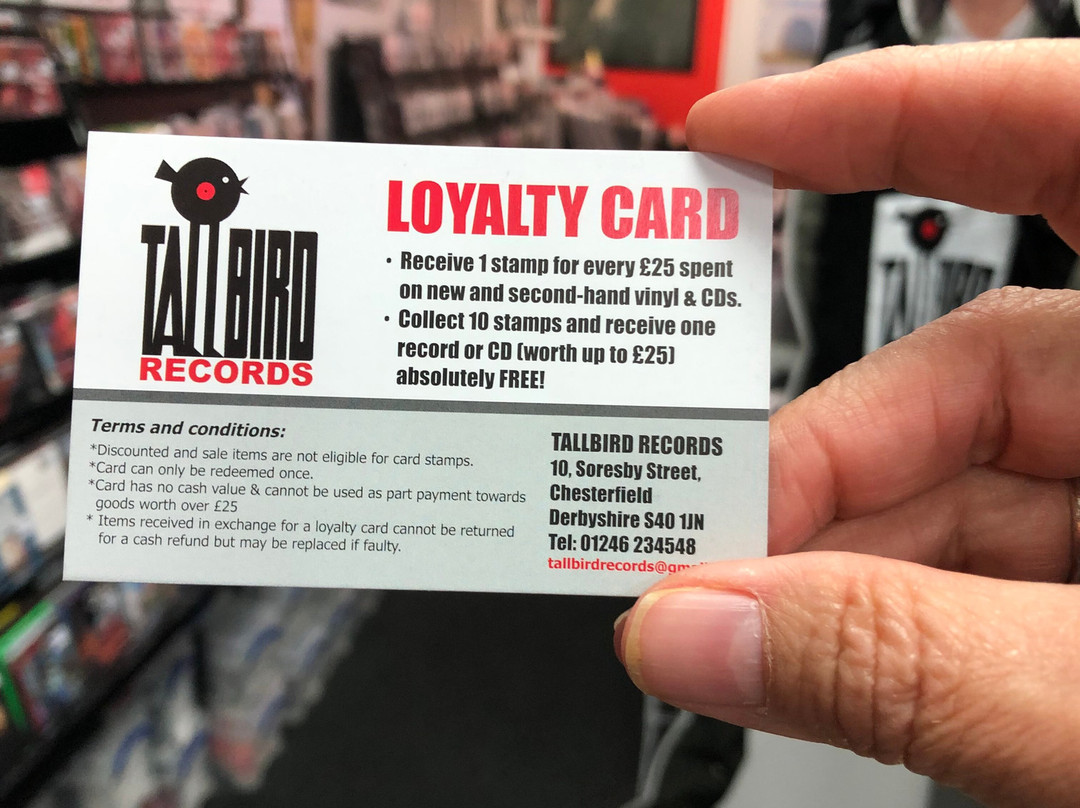 TALLBIRD
RECORDS
LOYALTY CARD
• Receive 1 stamp for every £25 spent
on new and second-hand vinyl & CDs.
• Collect 10 stamps and receive one
record or CD (worth up to £25)
absolutely FREE!
Terms and conditions:
*Discounted and sale items are not eligible for card stamps.
*Card can only be redeemed once.
*Card has no cash value & cannot be used as part payment towards
goods worth over £25
* Items received in exchange for a loyalty card cannot be returned
for a cash refund but may be replaced if faulty.
TALLBIRD RECORDS
10, Soresby Street,
Chesterfield
Derbyshire S40 1JN
Tel: 01246 234548
tallbirdrecords@gm
TALLBIRD